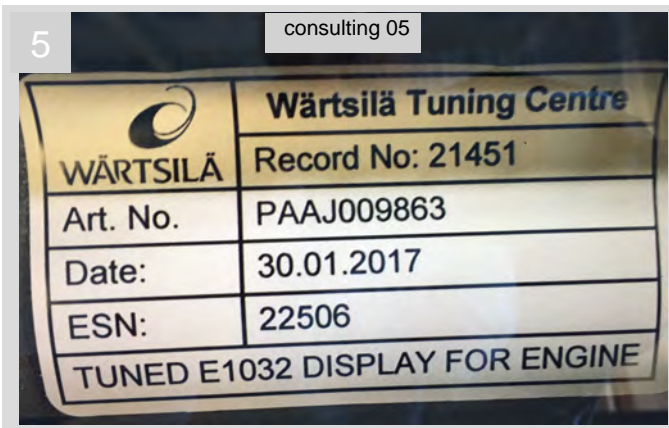 5
consulting 05
Wärtsilä Tuning Centre
WÄRTSILÄ
Record No: 21451
Art. No. PAAJ009863
Date: 30.01.2017
ESN: 22506
TUNED E1032 DISPLAY FOR ENGINE